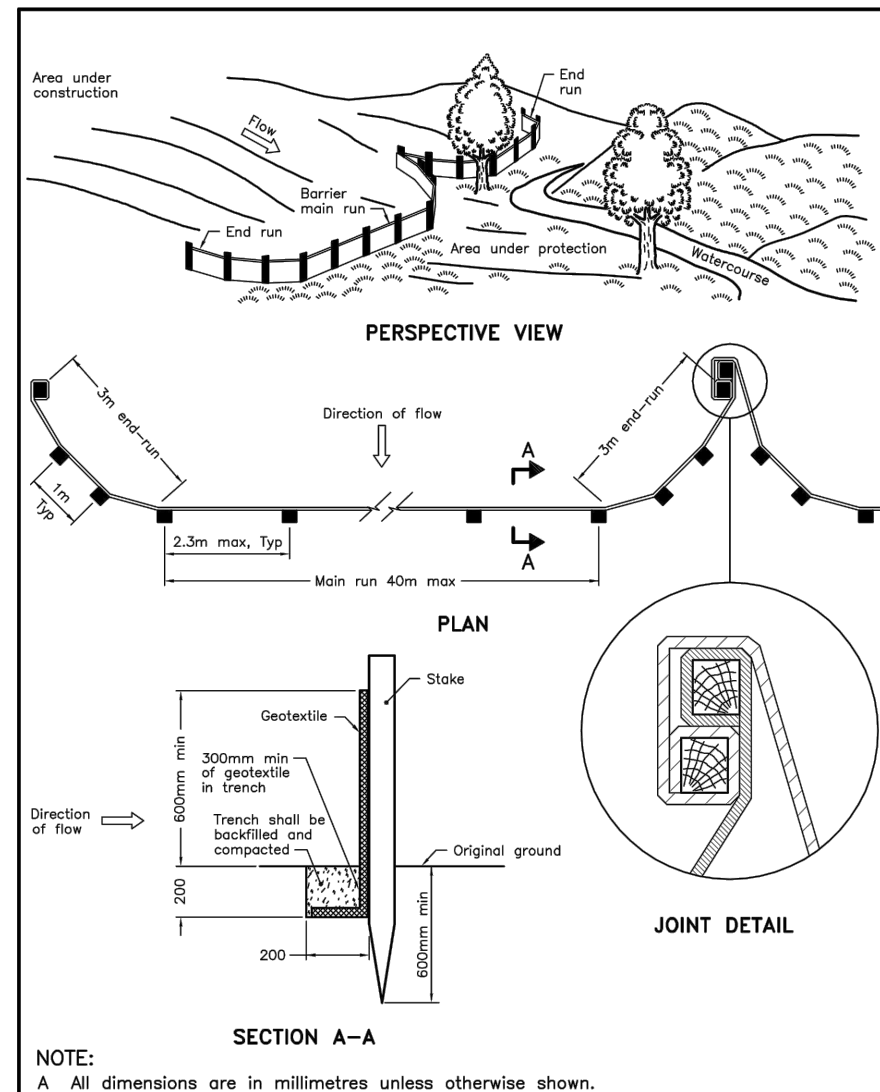 Area under
construction
Flow
End
run
Barrier
main run
End run
Area under protection
Watercourse
PERSPECTIVE VIEW
3m end-run
1m
Typ
Direction of flow
3m end-run
A
A
2.3m max, Typ
Main run 40m max
PLAN
Stake
Geotextile
600mm min
300mm min
of geotextile
in trench
Direction
of flow
Trench shall be
backfilled and
compacted
Original ground
200
200
600mm min
JOINT DETAIL
SECTION A-A
NOTE:
A All dimensions are in millimetres unless otherwise shown.